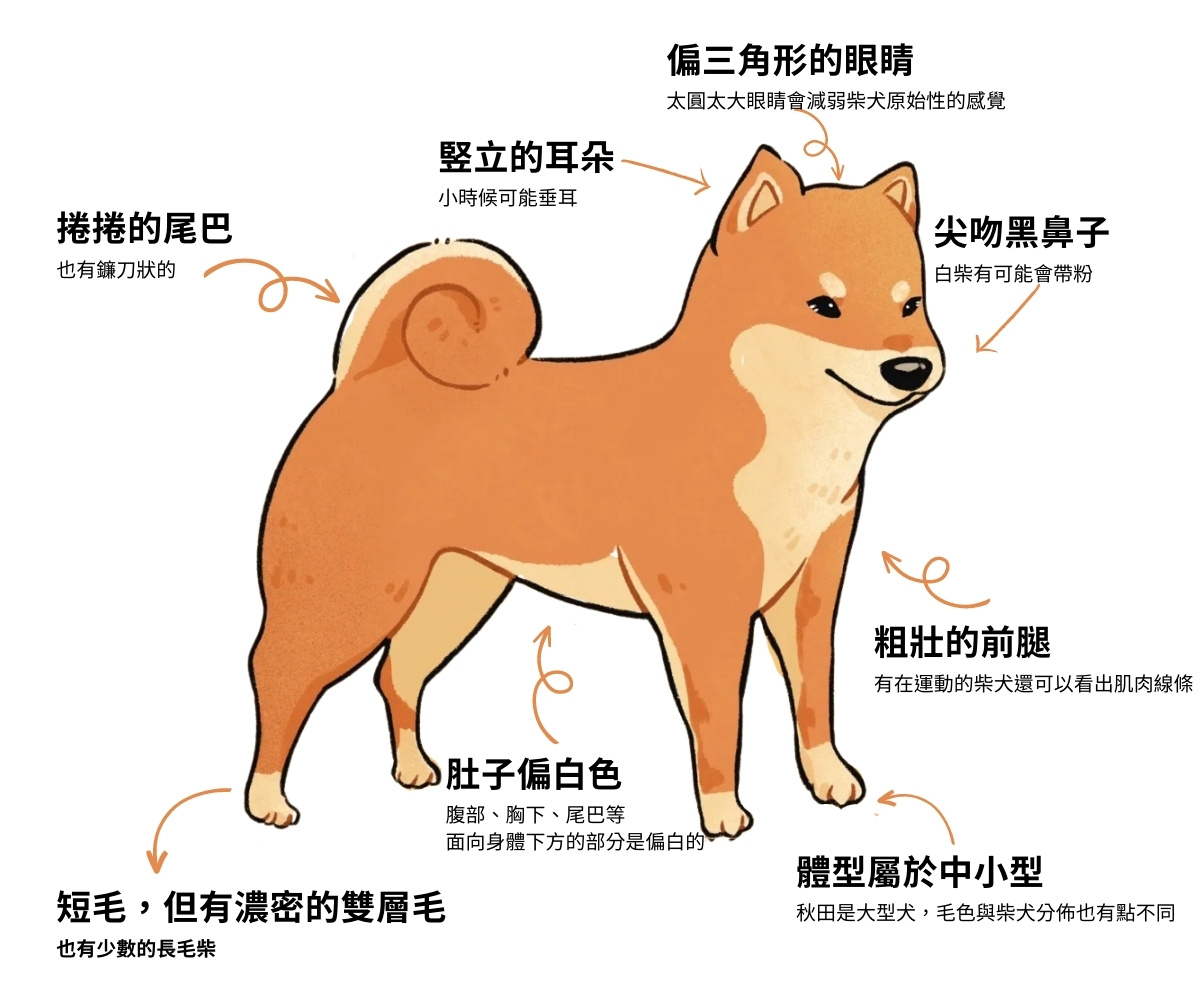 偏三角形的眼睛
太圓太大眼睛會減弱柴犬原始性的感覺
豎立的耳朵
小時候可能垂耳
捲捲的尾巴
也有鐮刀狀的
尖吻黑鼻子
白柴有可能會帶粉
粗壯的前腿
有在運動的柴犬還可以看出肌肉線條
肚子偏白色
腹部、胸下、尾巴等
面向身體下方的部分是偏白的
體型屬於中小型
秋田是大型犬，毛色與柴犬分佈也有點不同
短毛，但有濃密的雙層毛
也有少數的長毛柴